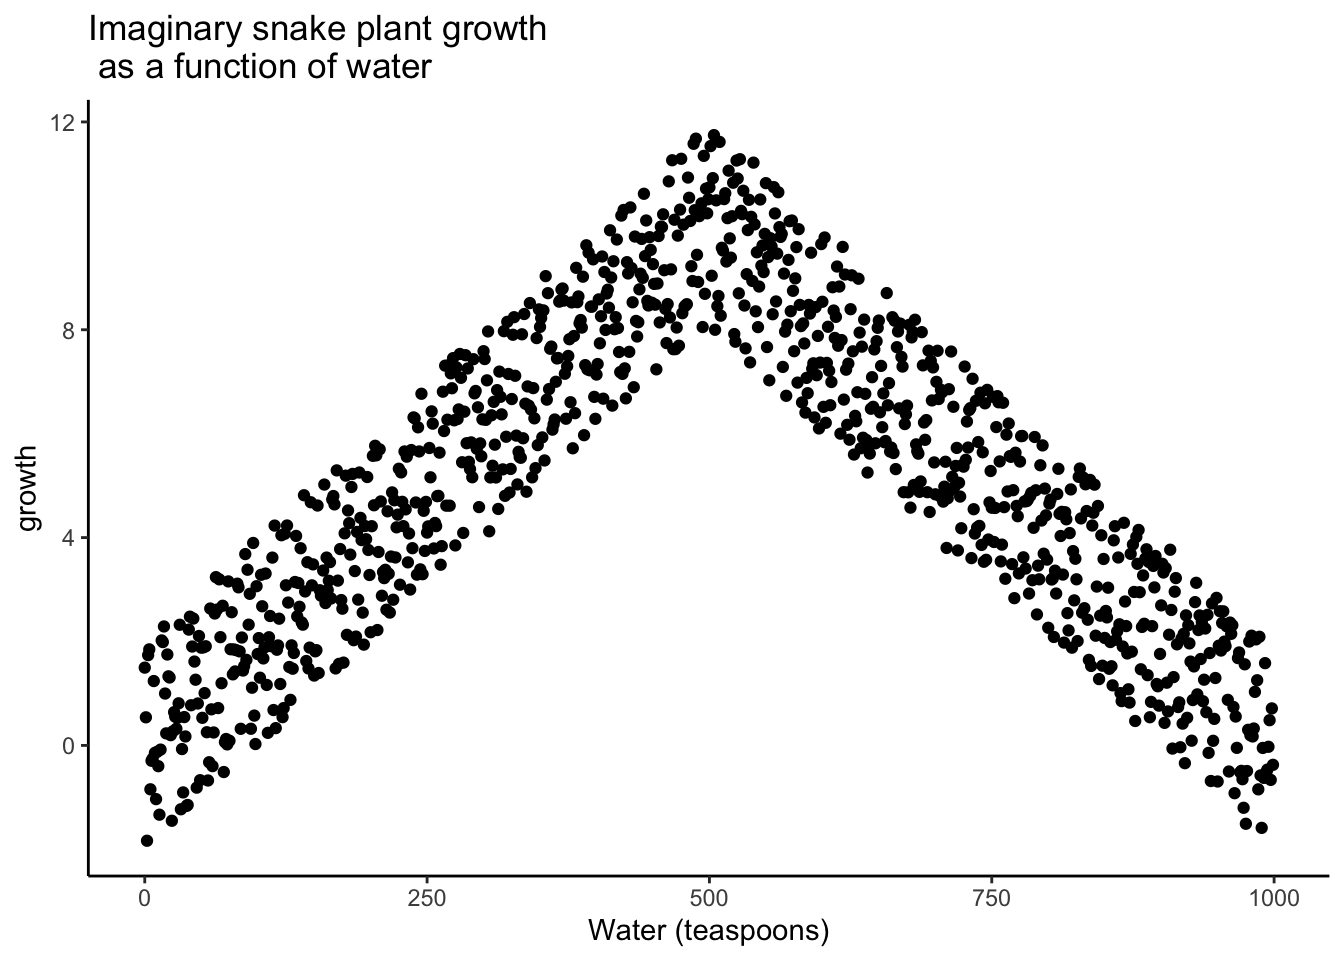 Imaginary snake plant growth
as a function of water
12
8
4
0
growth
0 250 500 750 1000
Water (teaspoons)